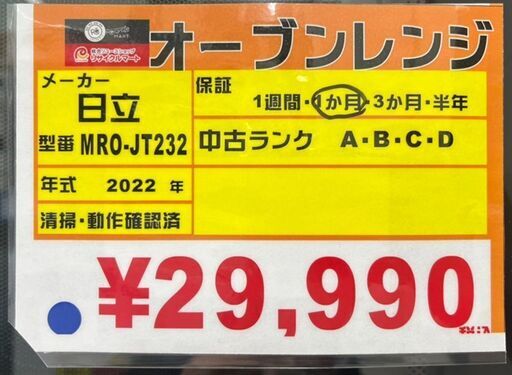 オーブンレンジ
MART
リサイクルマート
メーカー
日立
型番 MRO-JT232
年式 2022 年
清掃・動作確認済
保証
1週間・1か月・3か月・半年
中古ランク A・B・C・D
¥29,990